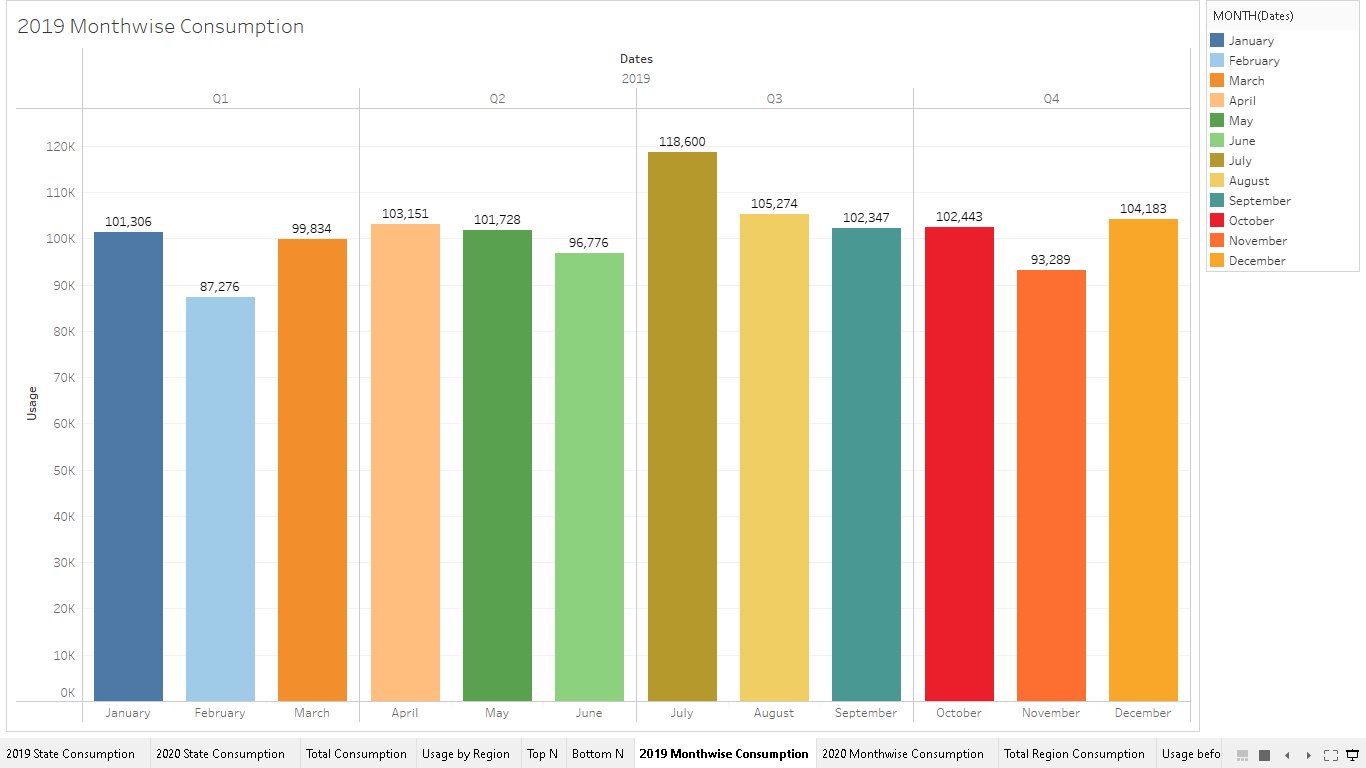 2019 Monthwise Consumption
Dates
2019
Q1 Q2 Q3 Q4
Usage
120K
110K
100K
90K
80K
70K
60K
50K
40K
30K
20K
10K
0K
101,306
87,276
99,834
103,151
101,728
96,776
118,600
105,274
102,347
102,443
93,289
104,183
January February March April May June July August September October November December
MONTH(Dates)
January
February
March
April
May
June
July
August
September
October
November
December
2019 State Consumption 2020 State Consumption Total Consumption Usage by Region Top N Bottom N 2019 Monthwise Consumption 2020 Monthwise Consumption Total Region Consumption Usage befo